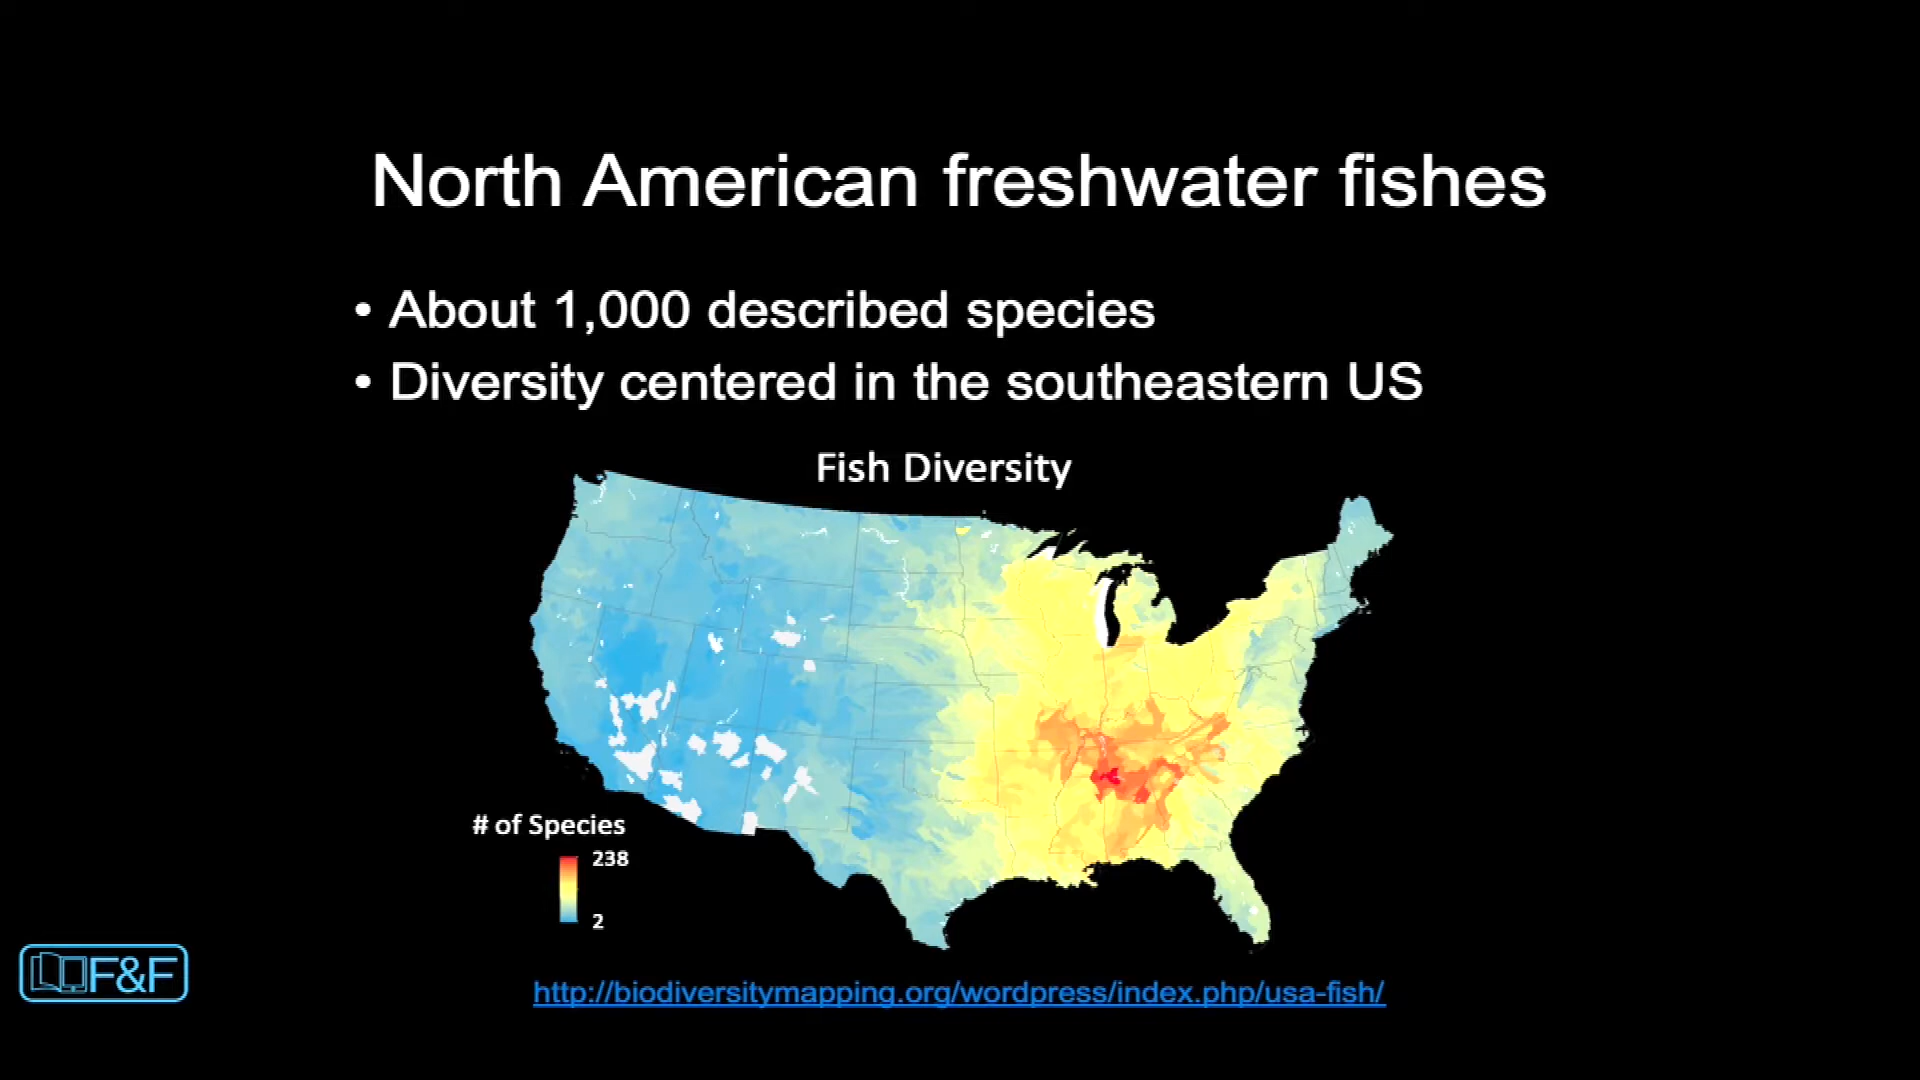 North American freshwater fishes
• About 1,000 described species
• Diversity centered in the southeastern US
Fish Diversity
# of Species
238
2
F&F
http://biodiversitymapping.org/wordpress/index.php/usa-fish/